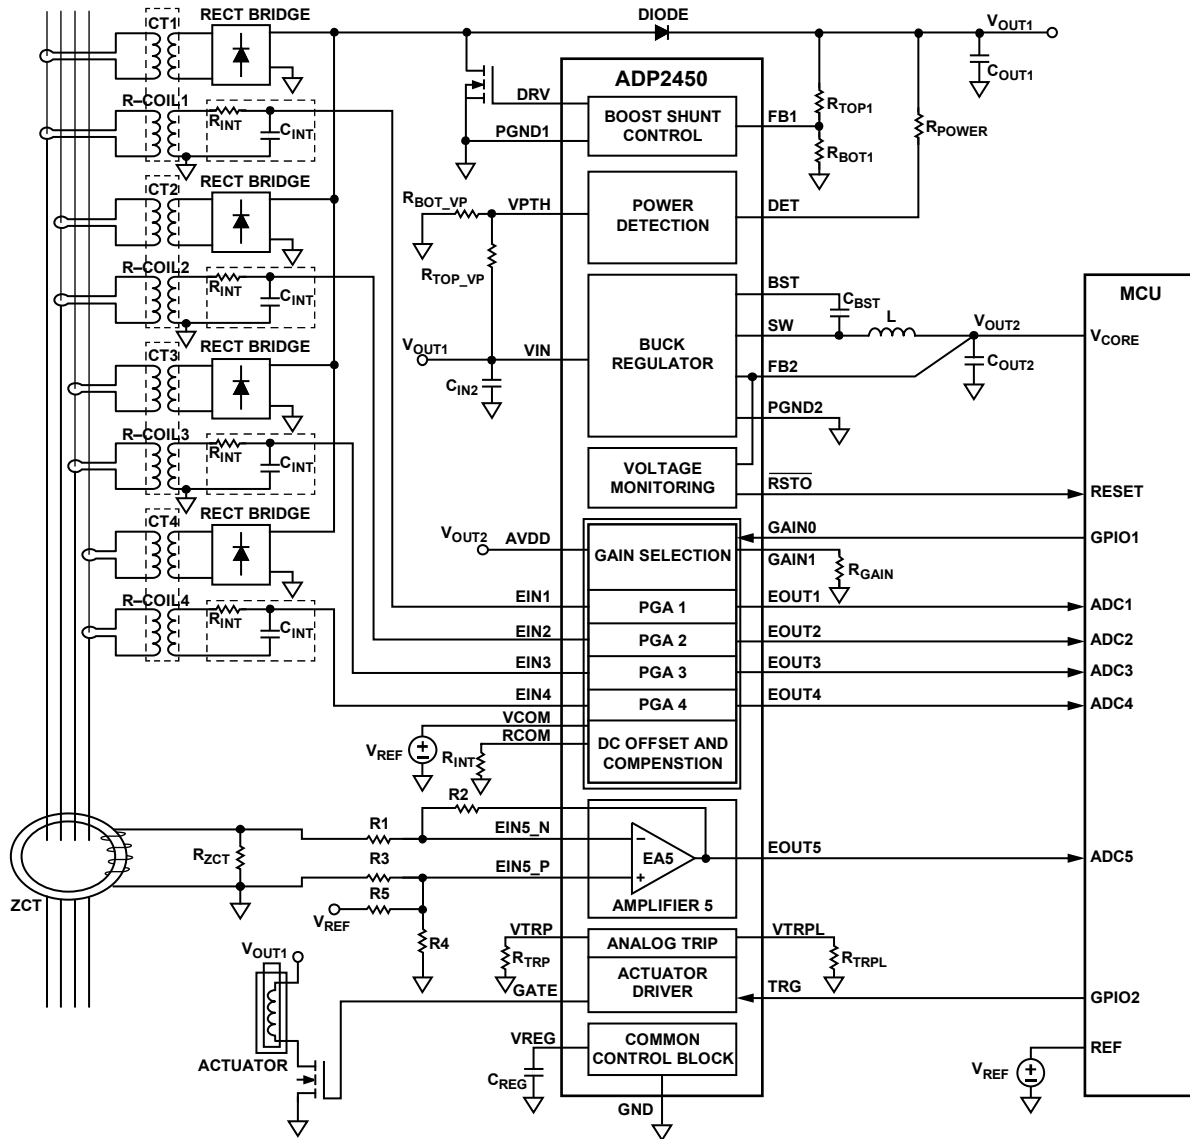 CT1
RECT BRIDGE
DIODE
VOUT1
COUT1
ADP2450
DRV
PGND1
BOOST SHUNT
CONTROL
FB1
RTOP1
RBOT1
RPOWER
R–COIL1
RINT
CINT
CT2
RECT BRIDGE
RBOT_VP
VPTH
RTOP_VP
POWER
DETECTION
DET
R–COIL2
RINT
CINT
VOUT1
VIN
CIN2
BUCK
REGULATOR
BST
CBST
SW
L
VOUT2
FB2
COUT2
PGND2
MCU
VCORE
CT3
RECT BRIDGE
R–COIL3
RINT
CINT
VOLTAGE
MONITORING
RSTO
RESET
CT4
RECT BRIDGE
VOUT2
AVDD
GAIN SELECTION
GAIN0
GAIN1
RGAIN
GPIO1
R–COIL4
RINT
CINT
EIN1
PGA 1
EOUT1
ADC1
EIN2
PGA 2
EOUT2
ADC2
EIN3
PGA 3
EOUT3
ADC3
EIN4
PGA 4
EOUT4
ADC4
VCOM
RCOM
VREF
RINT
DC OFFSET AND
COMPENSTION
R2
R1
EIN5_N
RZCT
R3
EIN5_P
EA5
EOUT5
ADC5
AMPLIFIER 5
ZCT
R5
VREF
R4
VTRP
RTRP
ANALOG TRIP
VTRPL
RTRPL
VOUT1
ACTUATOR
DRIVER
GATE
TRG
GPIO2
ACTUATOR
VREG
CREG
COMMON
CONTROL BLOCK
GND
VREF
REF